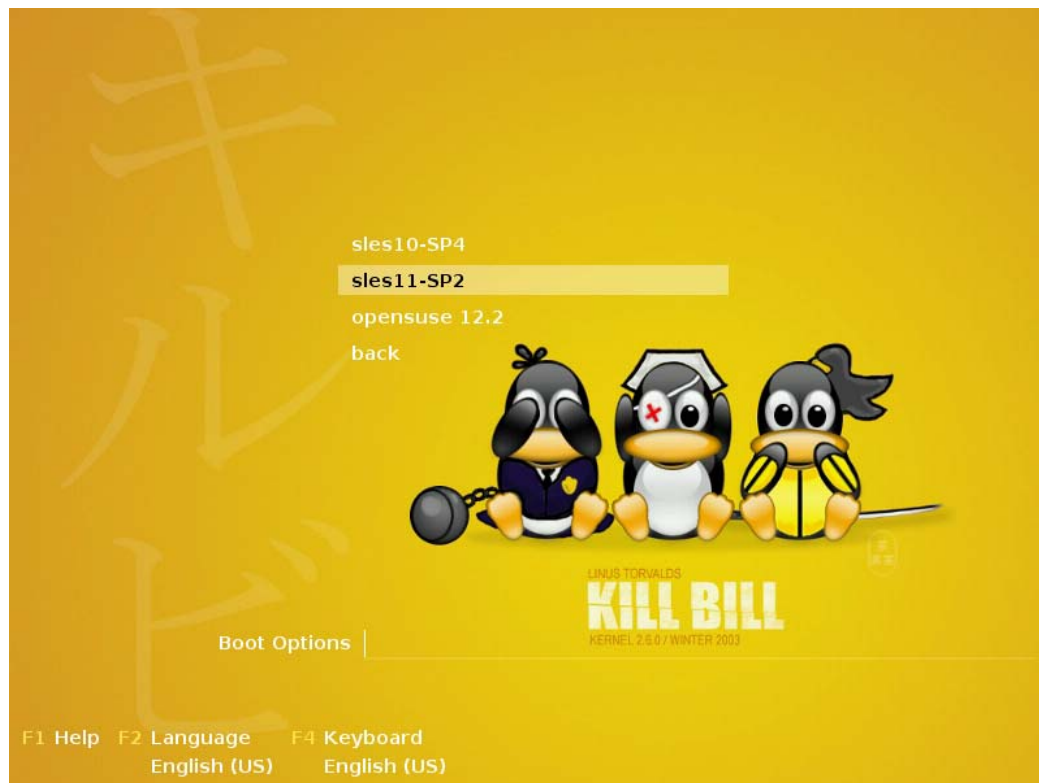 キルビ
sles10-SP4
sles11-SP2
opensuse 12.2
back
LINUS TORVALDS
KILL BILL
KERNEL 2.6.0 / WINTER 2003
Boot Options
F1 Help F2 Language F4 Keyboard
English (US) English (US)